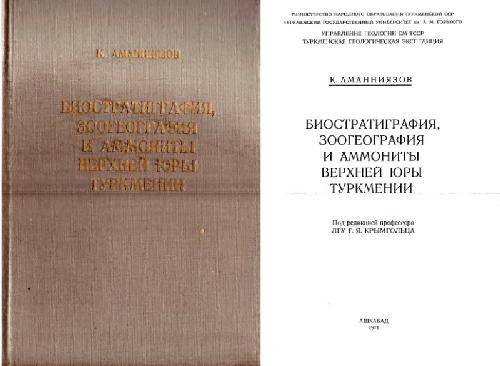 К. АМАННИЯЗОВ
БИОСТРАТИГРАФИЯ,
ЗООГЕОГРАФИЯ
И АММОНИТЫ
ВЕРХНЕЙ ЮРЫ
ТУРКМЕНИИ
МИНИСТЕРСТВО НАРОДНОГО ОБРАЗОВАНИЯ ТУРКМЕНСКОЙ ССР
ТУРКМЕНСКИЙ ГОСУДАРСТВЕННЫЙ УНИВЕРСИТЕТ им. А. М. ГОРЬКОГО
УПРАВЛЕНИЕ ГЕОЛОГИИ СМ ТССР
ТУРКМЕНСКАЯ ГЕОЛОГИЧЕСКАЯ ЭКСПЕДИЦИЯ
К. АМАННИЯЗОВ
БИОСТРАТИГРАФИЯ,
ЗООГЕОГРАФИЯ
И АММОНИТЫ
ВЕРХНЕЙ ЮРЫ
ТУРКМЕНИИ
Под редакцией профессора
ЛГУ Г. Я. КРЫМГОЛЬЦА
АШХАБАД
1971